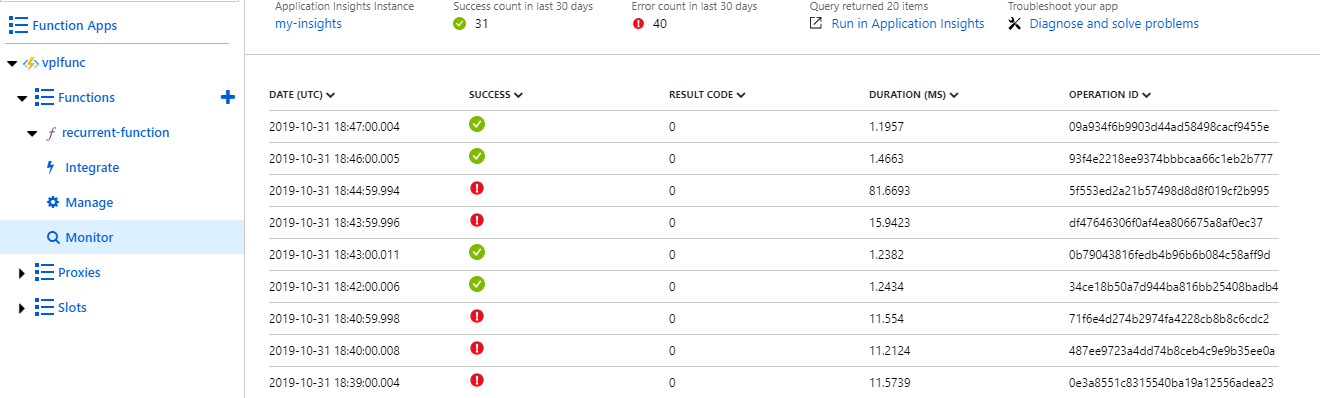 Application Insights Instance Success count in last 30 days Error count in last 30 days Query returned 20 items Troubleshoot your app
my-insights 31 40 Run in Application Insights Diagnose and solve problems
Function Apps
vplfunc
Functions
recurrent-function
Integrate
Manage
Monitor
Proxies
Slots
DATE (UTC) SUCCESS RESULT CODE DURATION (MS) OPERATION ID
2019-10-31 18:47:00.004 0 1.1957 09a934f6b9903d44ad58498cacf9455e
2019-10-31 18:46:00.005 0 1.4663 93f4e2218ee9374bbbcaa66c1eb2b777
2019-10-31 18:44:59.994 0 81.6693 5f553ed2a21b57498d8d8f019cf2b995
2019-10-31 18:43:59.996 0 15.9423 df47646306f0af4ea806675a8af0ec37
2019-10-31 18:43:00.011 0 1.2382 0b79043816fedb4b96b6b084c58aff9d
2019-10-31 18:42:00.006 0 1.2434 34ce18b50a7d944ba816bb25408badb4
2019-10-31 18:40:59.998 0 11.554 71f6e4d274b2974fa4228cb8b8c6cdc2
2019-10-31 18:40:00.008 0 11.2124 487ee9723a4dd74b8ceb4c9e9b35ee0a
2019-10-31 18:39:00.004 0 11.5739 0e3a8551c8315540ba19a12556adea23